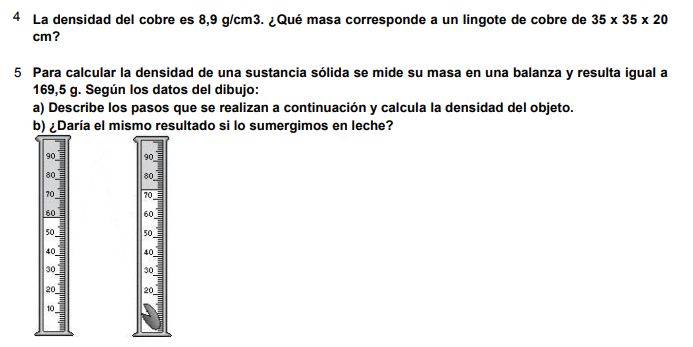 4 La densidad del cobre es 8,9 g/cm3. ¿Qué masa corresponde a un lingote de cobre de 35 x 35 x 20
cm?
5 Para calcular la densidad de una sustancia sólida se mide su masa en una balanza y resulta igual a
169,5 g. Según los datos del dibujo:
a) Describe los pasos que se realizan a continuación y calcula la densidad del objeto.
b) ¿Daría el mismo resultado si lo sumergimos en leche?
90
80
70
60
50
40
30
20
10
90
80
70
60
50
40
30
20